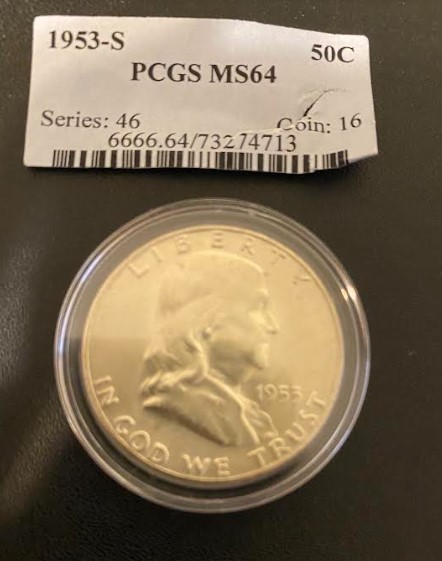 1953-S
50C
PCGS MS64
Series: 46
Coin: 16
6666.64/73274713
LIBERTY
1953
IN GOD WE TRUST